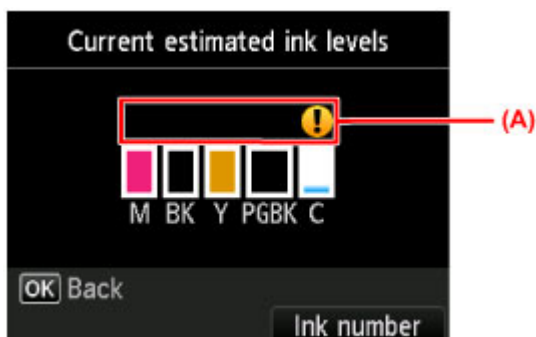 Current estimated ink levels
(A)
M BK Y PGBK C
OK Back
Ink number